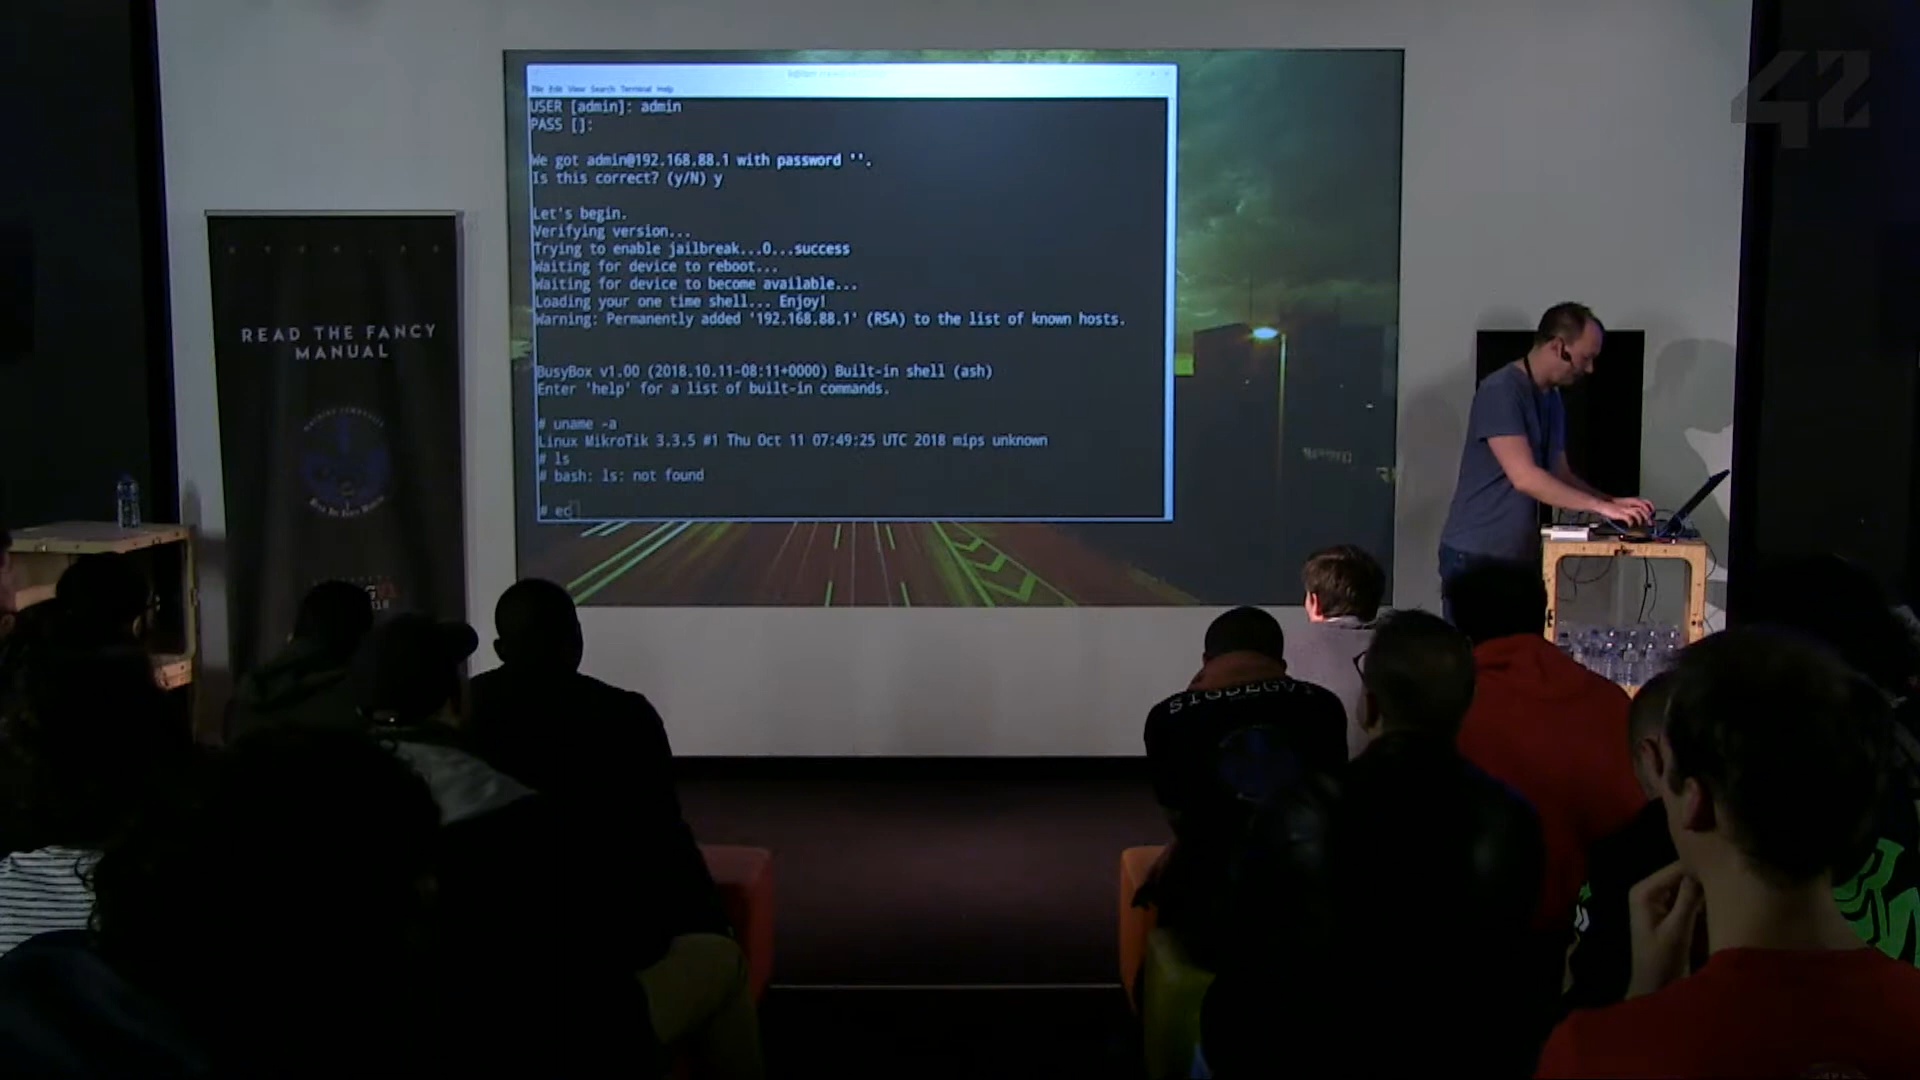 42
File Edit View Search Terminal Help
USER [admin]: admin
PASS []:
We got admin@192.168.88.1 with password ''.
Is this correct? (y/N) y
Let's begin.
Verifying version...
Trying to enable jailbreak...0...success
Waiting for device to reboot...
Waiting for device to become available...
Loading your one time shell... Enjoy!
Warning: Permanently added '192.168.88.1' (RSA) to the list of known hosts.
BusyBox v1.00 (2018.10.11-08:11+0000) Built-in shell (ash)
Enter 'help' for a list of built-in commands.
# uname -a
Linux MikroTik 3.3.5 #1 Thu Oct 11 07:49:25 UTC 2018 mips unknown
# ls
# bash: ls: not found
# ec
READ THE FANCY
MANUAL